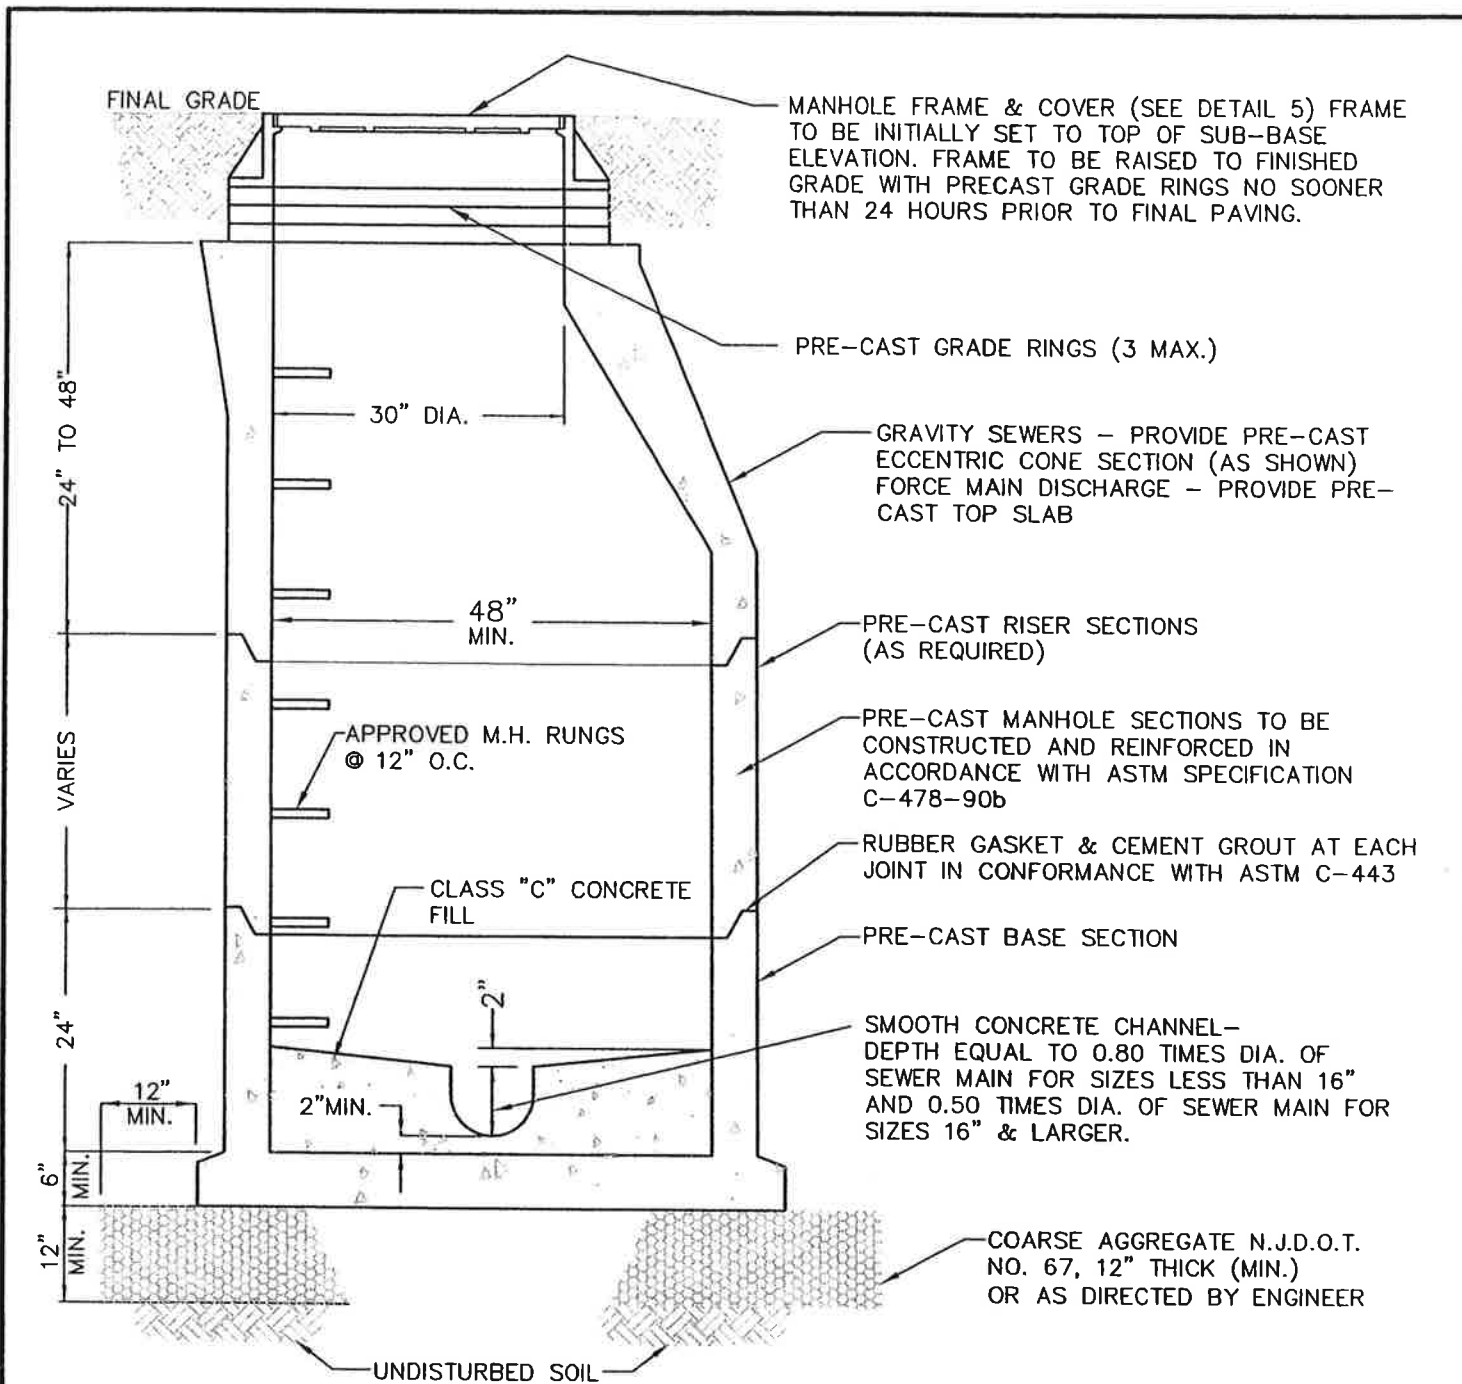 FINAL GRADE
MANHOLE FRAME & COVER (SEE DETAIL 5) FRAME
TO BE INITIALLY SET TO TOP OF SUB-BASE
ELEVATION. FRAME TO BE RAISED TO FINISHED
GRADE WITH PRECAST GRADE RINGS NO SOONER
THAN 24 HOURS PRIOR TO FINAL PAVING.
PRE-CAST GRADE RINGS (3 MAX.)
24" TO 48"
30" DIA.
GRAVITY SEWERS - PROVIDE PRE-CAST
ECCENTRIC CONE SECTION (AS SHOWN)
FORCE MAIN DISCHARGE - PROVIDE PRE-
CAST TOP SLAB
48"
MIN.
PRE-CAST RISER SECTIONS
(AS REQUIRED)
VARIES
APPROVED M.H. RUNGS
@ 12" O.C.
PRE-CAST MANHOLE SECTIONS TO BE
CONSTRUCTED AND REINFORCED IN
ACCORDANCE WITH ASTM SPECIFICATION
C-478-90b
RUBBER GASKET & CEMENT GROUT AT EACH
JOINT IN CONFORMANCE WITH ASTM C-443
CLASS "C" CONCRETE
FILL
PRE-CAST BASE SECTION
2"
24"
SMOOTH CONCRETE CHANNEL-
DEPTH EQUAL TO 0.80 TIMES DIA. OF
SEWER MAIN FOR SIZES LESS THAN 16"
AND 0.50 TIMES DIA. OF SEWER MAIN FOR
SIZES 16" & LARGER.
12"
MIN.
2"MIN.
6"
MIN.
12"
MIN.
COARSE AGGREGATE N.J.D.O.T.
NO. 67, 12" THICK (MIN.)
OR AS DIRECTED BY ENGINEER
UNDISTURBED SOIL